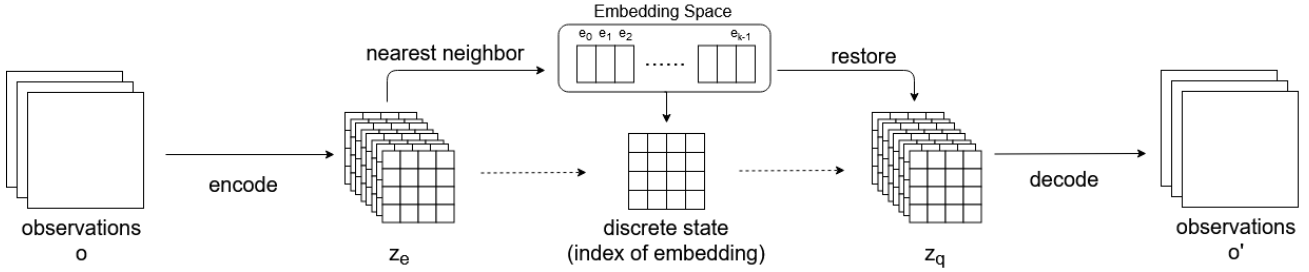 Embedding Space
e0 e1 e2
ek-1
nearest neighbor
......
restore
encode
decode
observations
o
ze
discrete state
(index of embedding)
zq
observations
o'